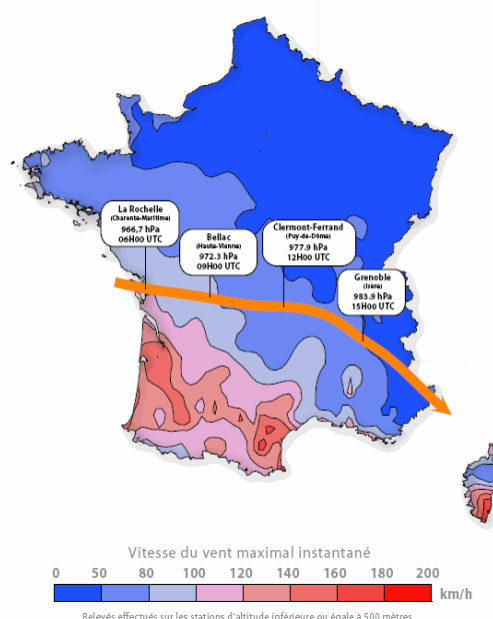 La Rochelle
(Charente-Maritime)
966,7 hPa
06H00 UTC
Bellac
(Haute-Vienne)
972.3 hPa
09H00 UTC
Clermont-Ferrand
(Puy-de-Dôme)
977.9 hPa
12H00 UTC
Grenoble
(Isère)
983.9 hPa
15H00 UTC
Vitesse du vent maximal instantané
0 50 80 100 120 140 160 180 200
km/h
Relevés effectués sur les stations d'altitude inférieure ou égale à 500 mètres